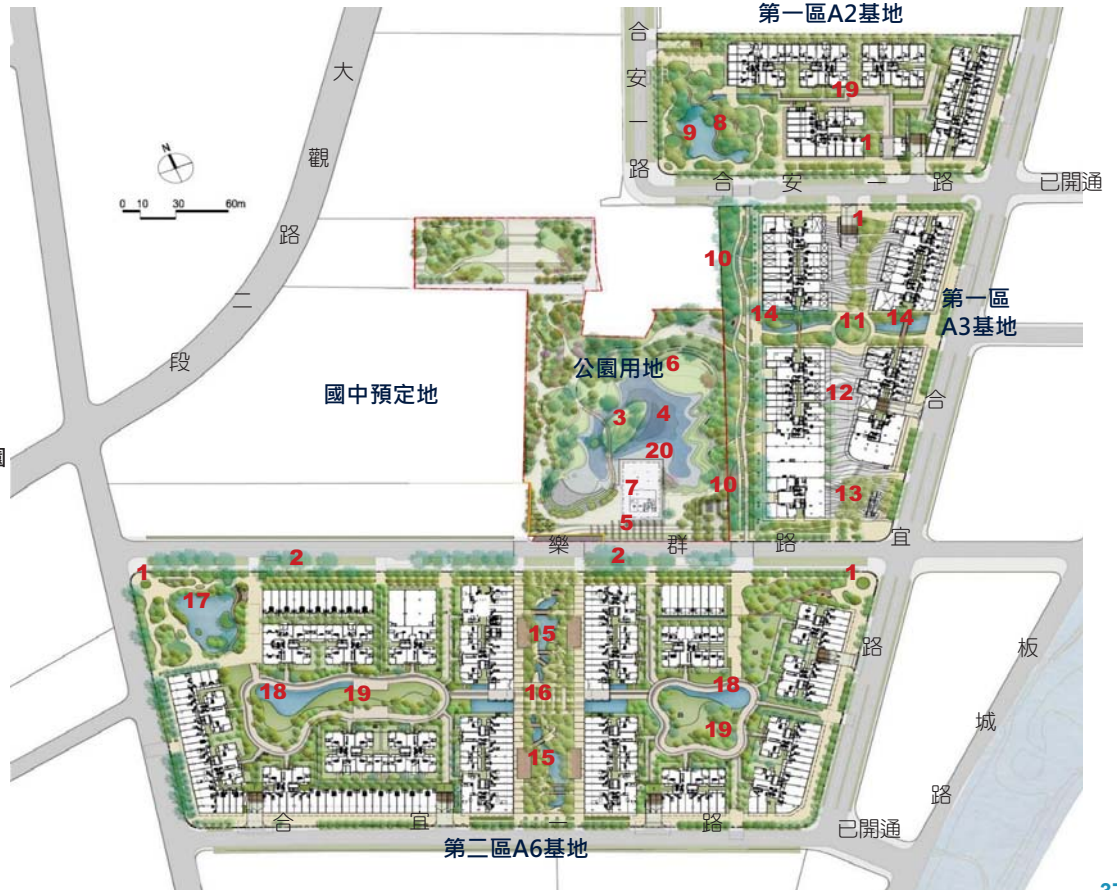 第一區A2基地
合安一路
大觀路二段
19
8
9
1
合安一路
已開通
N
0 10 30 60m
1
10
14
11
14
第一區
A3基地
公園用地
6
國中預定地
12
3
4
20
10
7
13
5
合宜路
樂群路
2
2
1
1
17
15
板城路
18
19
16
18
19
15
合宜一路
已開通
第二區A6基地
37